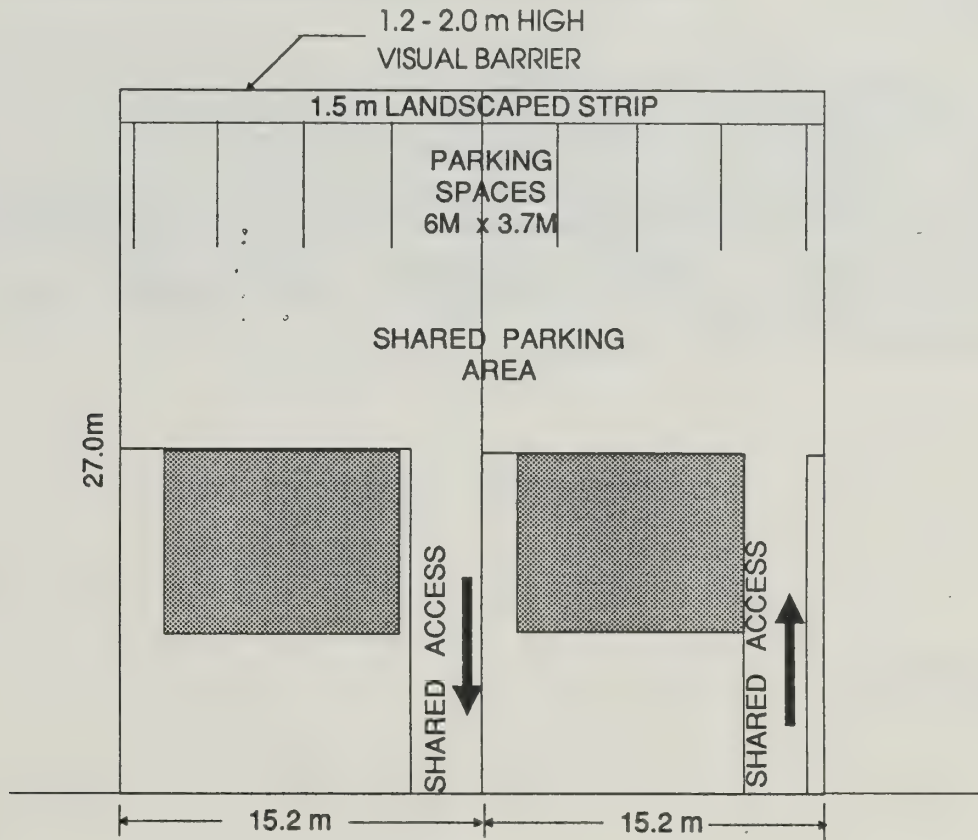 1.2 - 2.0 m HIGH
VISUAL BARRIER
1.5 m LANDSCAPED STRIP
PARKING
SPACES
6M x 3.7M
SHARED PARKING
AREA
27.0m
SHARED ACCESS
SHARED ACCESS
15.2 m
15.2 m